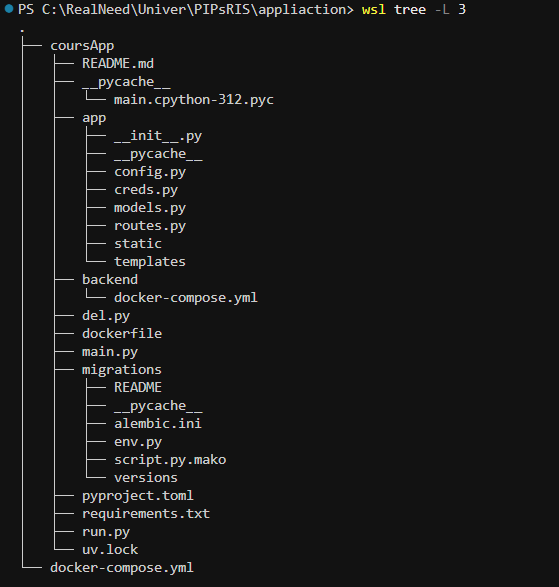 PS C:\RealNeed\Univer\PIPsRIS\appliaction> wsl tree -L 3
.
├── coursApp
│   ├── README.md
│   ├── __pycache__
│   │   └── main.cpython-312.pyc
│   ├── app
│   │   ├── __init__.py
│   │   ├── __pycache__
│   │   ├── config.py
│   │   ├── creds.py
│   │   ├── models.py
│   │   ├── routes.py
│   │   ├── static
│   │   └── templates
│   ├── backend
│   │   └── docker-compose.yml
│   ├── del.py
│   ├── dockerfile
│   ├── main.py
│   ├── migrations
│   │   ├── README
│   │   ├── __pycache__
│   │   ├── alembic.ini
│   │   ├── env.py
│   │   ├── script.py.mako
│   │   └── versions
│   ├── pyproject.toml
│   ├── requirements.txt
│   ├── run.py
│   └── uv.lock
└── docker-compose.yml